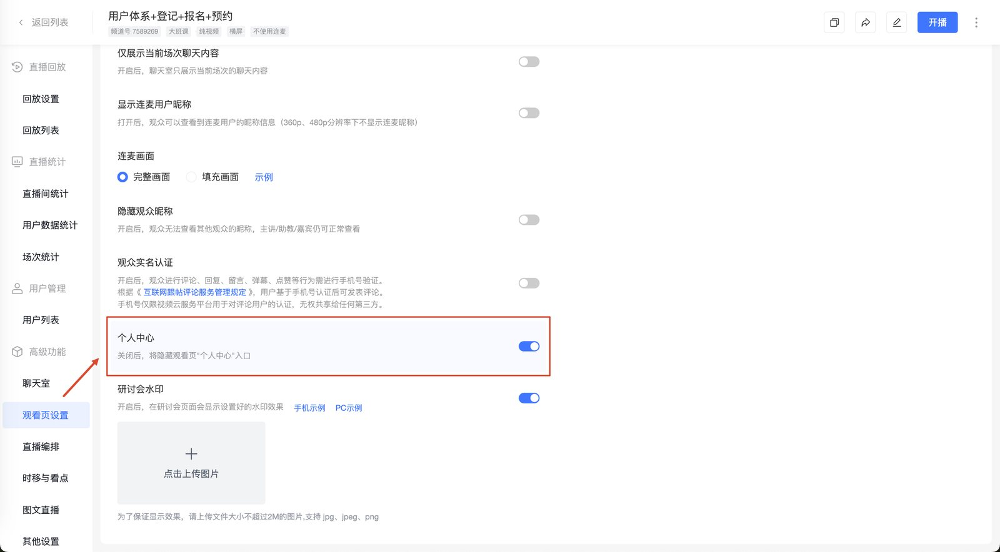 返回列表
用户体系+登记+报名+预约
频道号 7589269 大班课 纯视频 横屏 不使用连麦
开播
直播回放
回放设置
回放列表
直播统计
直播间统计
用户数据统计
场次统计
用户管理
用户列表
高级功能
聊天室
观看页设置
直播编排
时移与看点
图文直播
其他设置
仅展示当前场次聊天内容
开启后，聊天室只展示当前场次的聊天内容
显示连麦用户昵称
打开后，观众可以查看到连麦用户的昵称信息（360p、480p分辨率下不显示连麦昵称）
连麦画面
完整画面 填充画面 示例
隐藏观众昵称
开启后，观众无法查看其他观众的昵称，主讲/助教/嘉宾仍可正常查看
观众实名认证
开启后，观众进行评论、回复、留言、弹幕、点赞等行为需进行手机号验证。
根据《 互联网跟帖评论服务管理规定 》，用户基于手机号认证后可发表评论。
手机号仅限视频云服务平台用于对评论用户的认证，无权共享给任何第三方。
个人中心
关闭后，将隐藏观看页"个人中心"入口
研讨会水印
开启后，在研讨会页面会显示设置好的水印效果 手机示例 PC示例
点击上传图片
为了保证显示效果，请上传文件大小不超过2M的图片,支持 jpg、jpeg、png